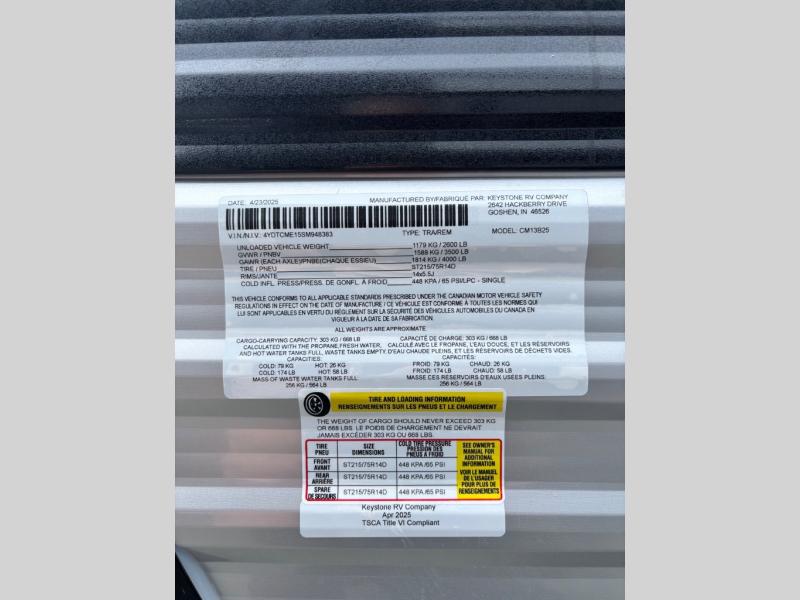 DATE: 4/23/2025 MANUFACTURED BY/FABRIQUE PAR: KEYSTONE RV COMPANY
2642 HACKBERRY DRIVE
GOSHEN, IN 46526
V.I.N./N.I.V.: 4YDTCME15SM948383 TYPE: TRA/REM MODEL: CM13B25
UNLOADED VEHICLE WEIGHT 1179 KG / 2600 LB
GVWR / PNBV 1588 KG / 3500 LB
GAWR (EACH AXLE)/PNBE(CHAQUE ESSIEU) 1814 KG / 4000 LB
TIRE / PNEU ST215/75R14D
RIMS/JANTE 14x5.5J
COLD INFL. PRESS/PRESS. DE GONFL. À FROID 448 KPA / 65 PSI/LPC - SINGLE
THIS VEHICLE CONFORMS TO ALL APPLICABLE STANDARDS PRESCRIBED UNDER THE CANADIAN MOTOR VEHICLE SAFETY
REGULATIONS IN EFFECT ON THE DATE OF MANUFACTURE / CE VÉHICULE EST CONFORME À TOUTES LES NORMES QUI
LUI SONT APPLICABLES EN VERTU DU RÈGLEMENT SUR LA SÉCURITÉ DES VÉHICULES AUTOMOBILES DU CANADA EN
VIGUEUR À LA DATE DE SA FABRICATION.
ALL WEIGHTS ARE APPROXIMATE
CARGO-CARRYING CAPACITY: 303 KG / 668 LB CAPACITÉ DE CHARGE: 303 KG / 668 LB
CALCULATED WITH THE PROPANE, FRESH WATER, CALCULÉ AVEC LE PROPANE, L'EAU DOUCE, ET LES RÉSERVOIRS
AND HOT WATER TANKS FULL, WASTE TANKS EMPTY. D'EAU CHAUDE PLEINS, ET LES RÉSERVOIRS DE DÉCHETS VIDES.
CAPACITIES: CAPACITÉS:
COLD: 79 KG HOT: 26 KG FROID: 79 KG CHAUD: 26 KG
COLD: 174 LB HOT: 58 LB FROID: 174 LB CHAUD: 58 LB
MASS OF WASTE WATER TANKS FULL MASSE CES RÉSERVOIRS D'EAUX USÉES PLEINS.
256 KG / 564 LB 256 KG / 564 LB
TIRE AND LOADING INFORMATION
RENSEIGNEMENTS SUR LES PNEUS ET LE CHARGEMENT
THE WEIGHT OF CARGO SHOULD NEVER EXCEED 303 KG
OR 668 LBS. LE POIDS DE CHARGEMENT NE DEVRAIT
JAMAIS EXCÉDER 303 KG OU 668 LBS.
TIRE PNEU SIZE DIMENSIONS COLD TIRE PRESSURE PRESSION DES PNEUS A FROID
FRONT AVANT ST215/75R14D 448 KPA /65 PSI
REAR ARRIÈRE ST215/75R14D 448 KPA /65 PSI
SPARE DE SECOURS ST215/75R14D 448 KPA /65 PSI
SEE OWNER'S
MANUAL FOR
ADDITIONAL
INFORMATION
VOIR LE MANUEL
DE L'USAGER
POUR PLUS DE
RENSEIGNEMENTS
Keystone RV Company
Apr 2025
TSCA Title VI Compliant